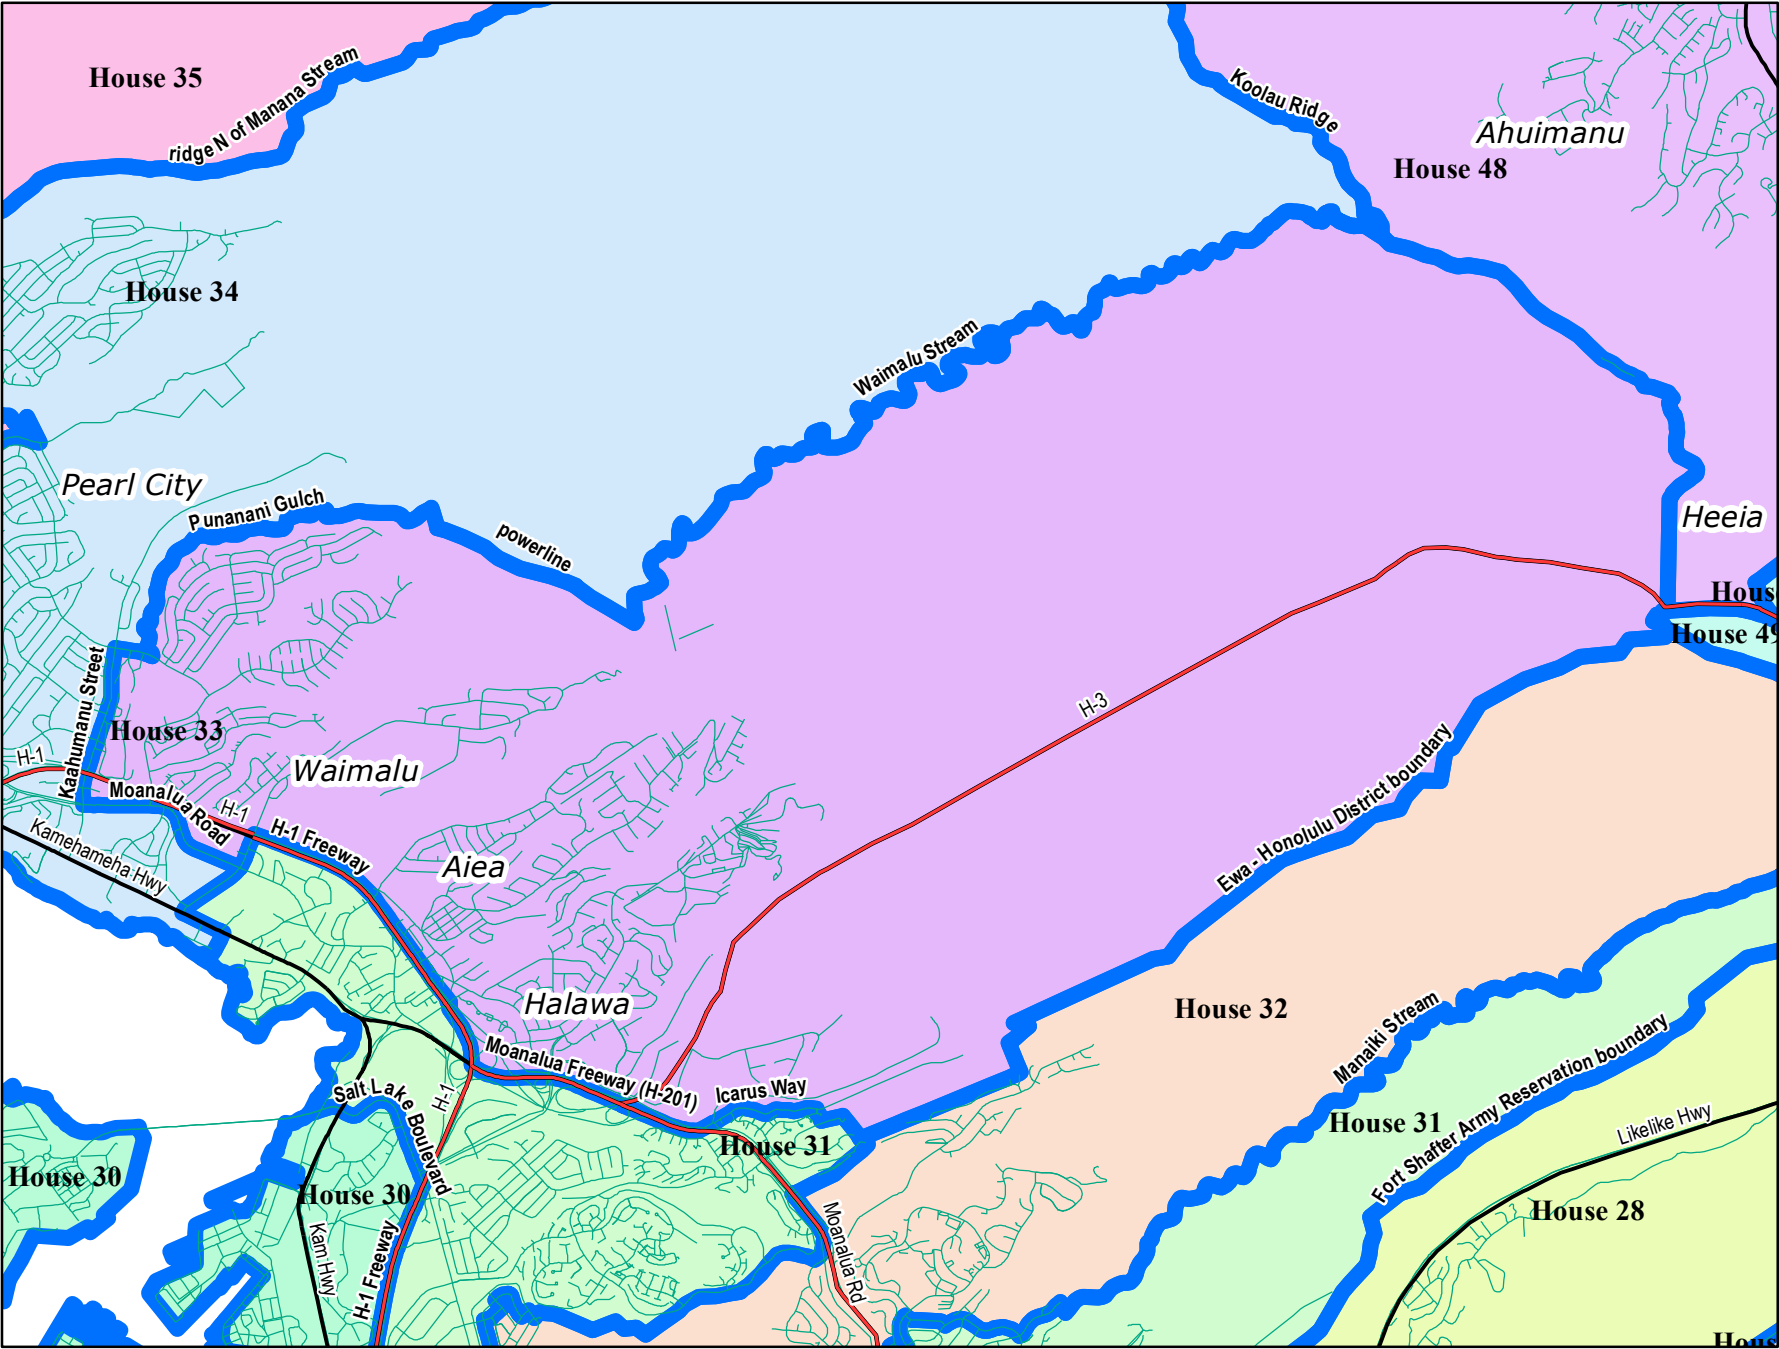 House 35
ridge N of Manana Stream
Koolau Ridge
Ahuimanu
House 48
House 34
Waimalu Stream
Pearl City
Punanani Gulch
powerline
Heeia
Hous
House 49
Kaahumanu Street
House 33
H-3
H-1
Waimalu
Moanalua Road
H-1
H-1 Freeway
Kamehameha Hwy
Aiea
Ewa - Honolulu District boundary
Halawa
House 32
Manaiki Stream
Moanalua Freeway (H-201)
Icarus Way
Salt Lake Boulevard
H-1
House 31
House 31
Fort Shafter Army Reservation boundary
Likelike Hwy
House 30
House 30
House 28
Moanalua Rd
Kam Hwy
H-1 Freeway
Hous